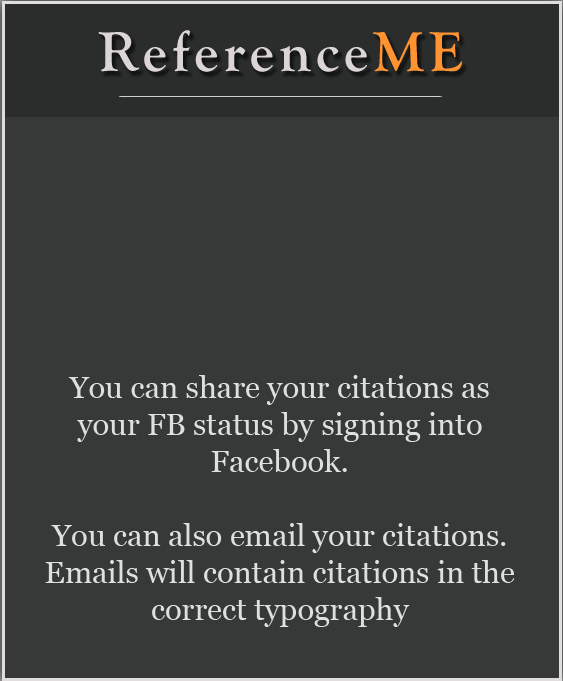 ReferenceME
You can share your citations as
your FB status by signing into
Facebook.
You can also email your citations.
Emails will contain citations in the
correct typography